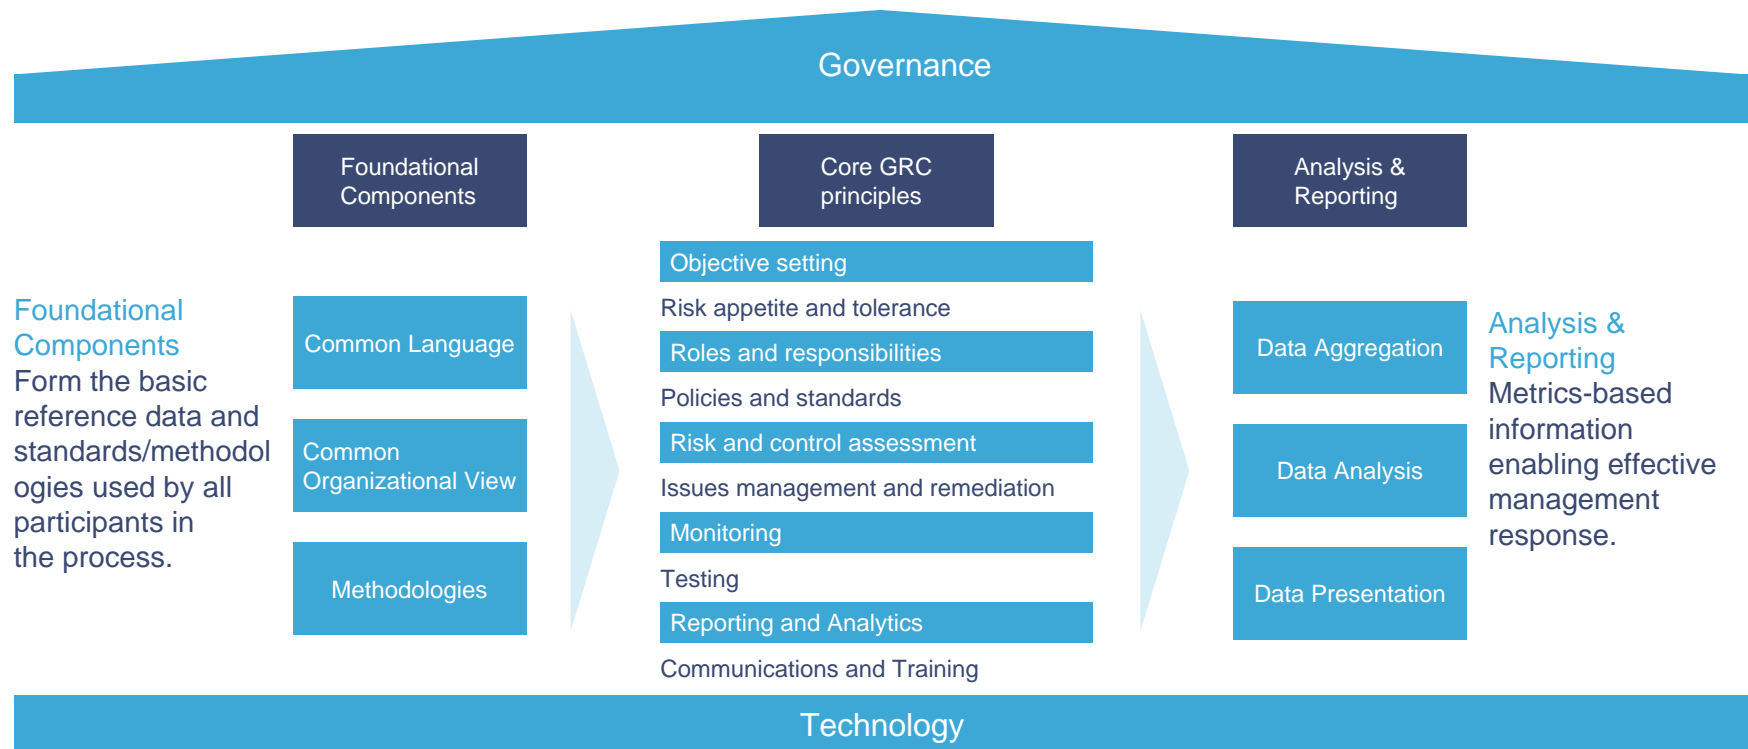 Governance
Foundational
Components
Core GRC
principles
Analysis &
Reporting
Foundational
Components
Form the basic
reference data and
standards/methodol
ogies used by all
participants in
the process.
Common Language
Common
Organizational View
Methodologies
Objective setting
Risk appetite and tolerance
Roles and responsibilities
Policies and standards
Risk and control assessment
Issues management and remediation
Monitoring
Testing
Reporting and Analytics
Communications and Training
Data Aggregation
Data Analysis
Data Presentation
Analysis &
Reporting
Metrics-based
information
enabling effective
management
response.
Technology